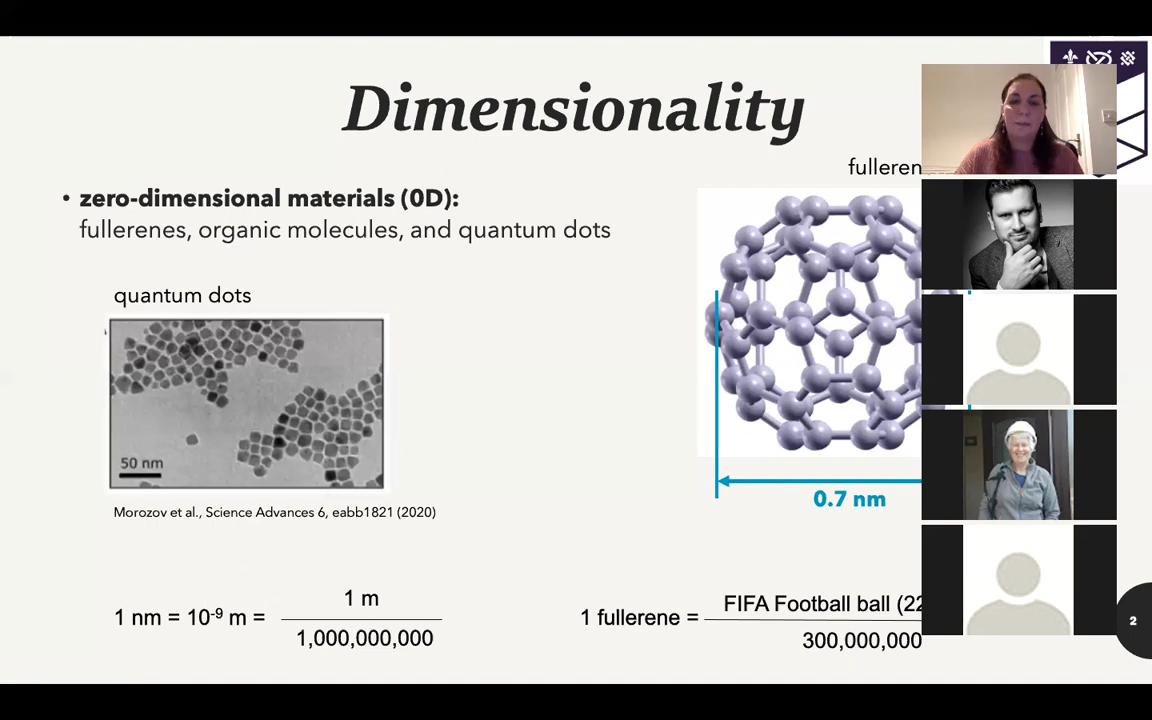 Dimensionality
fulleren
• zero-dimensional materials (0D):
fullerenes, organic molecules, and quantum dots
quantum dots
50 nm
0.7 nm
Morozov et al., Science Advances 6, eabb1821 (2020)
1 nm = 10⁻⁹ m = 1 m
1,000,000,000
1 fullerene = FIFA Football ball (22
300,000,000
2